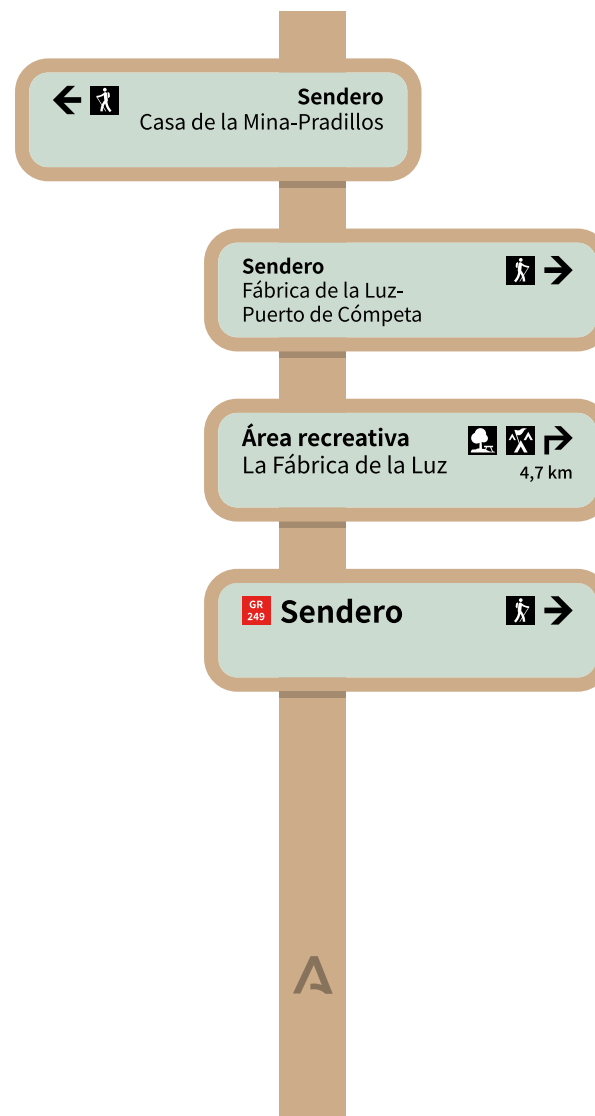 Sendero
Casa de la Mina-Pradillos
Sendero
Fábrica de la Luz-
Puerto de Cómpeta
Área recreativa
La Fábrica de la Luz
4,7 km
GR
249
Sendero